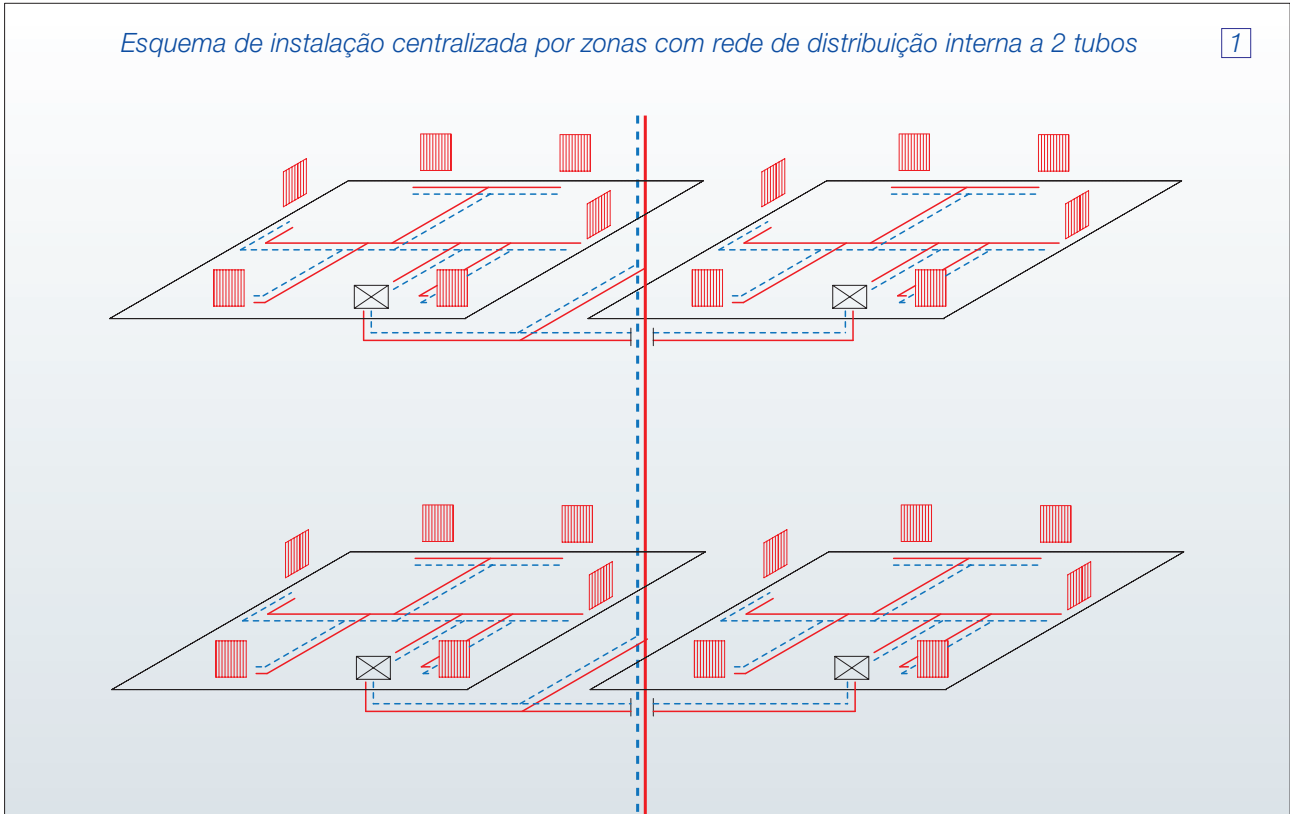 Esquema de instalação centralizada por zonas com rede de distribuição interna a 2 tubos
1